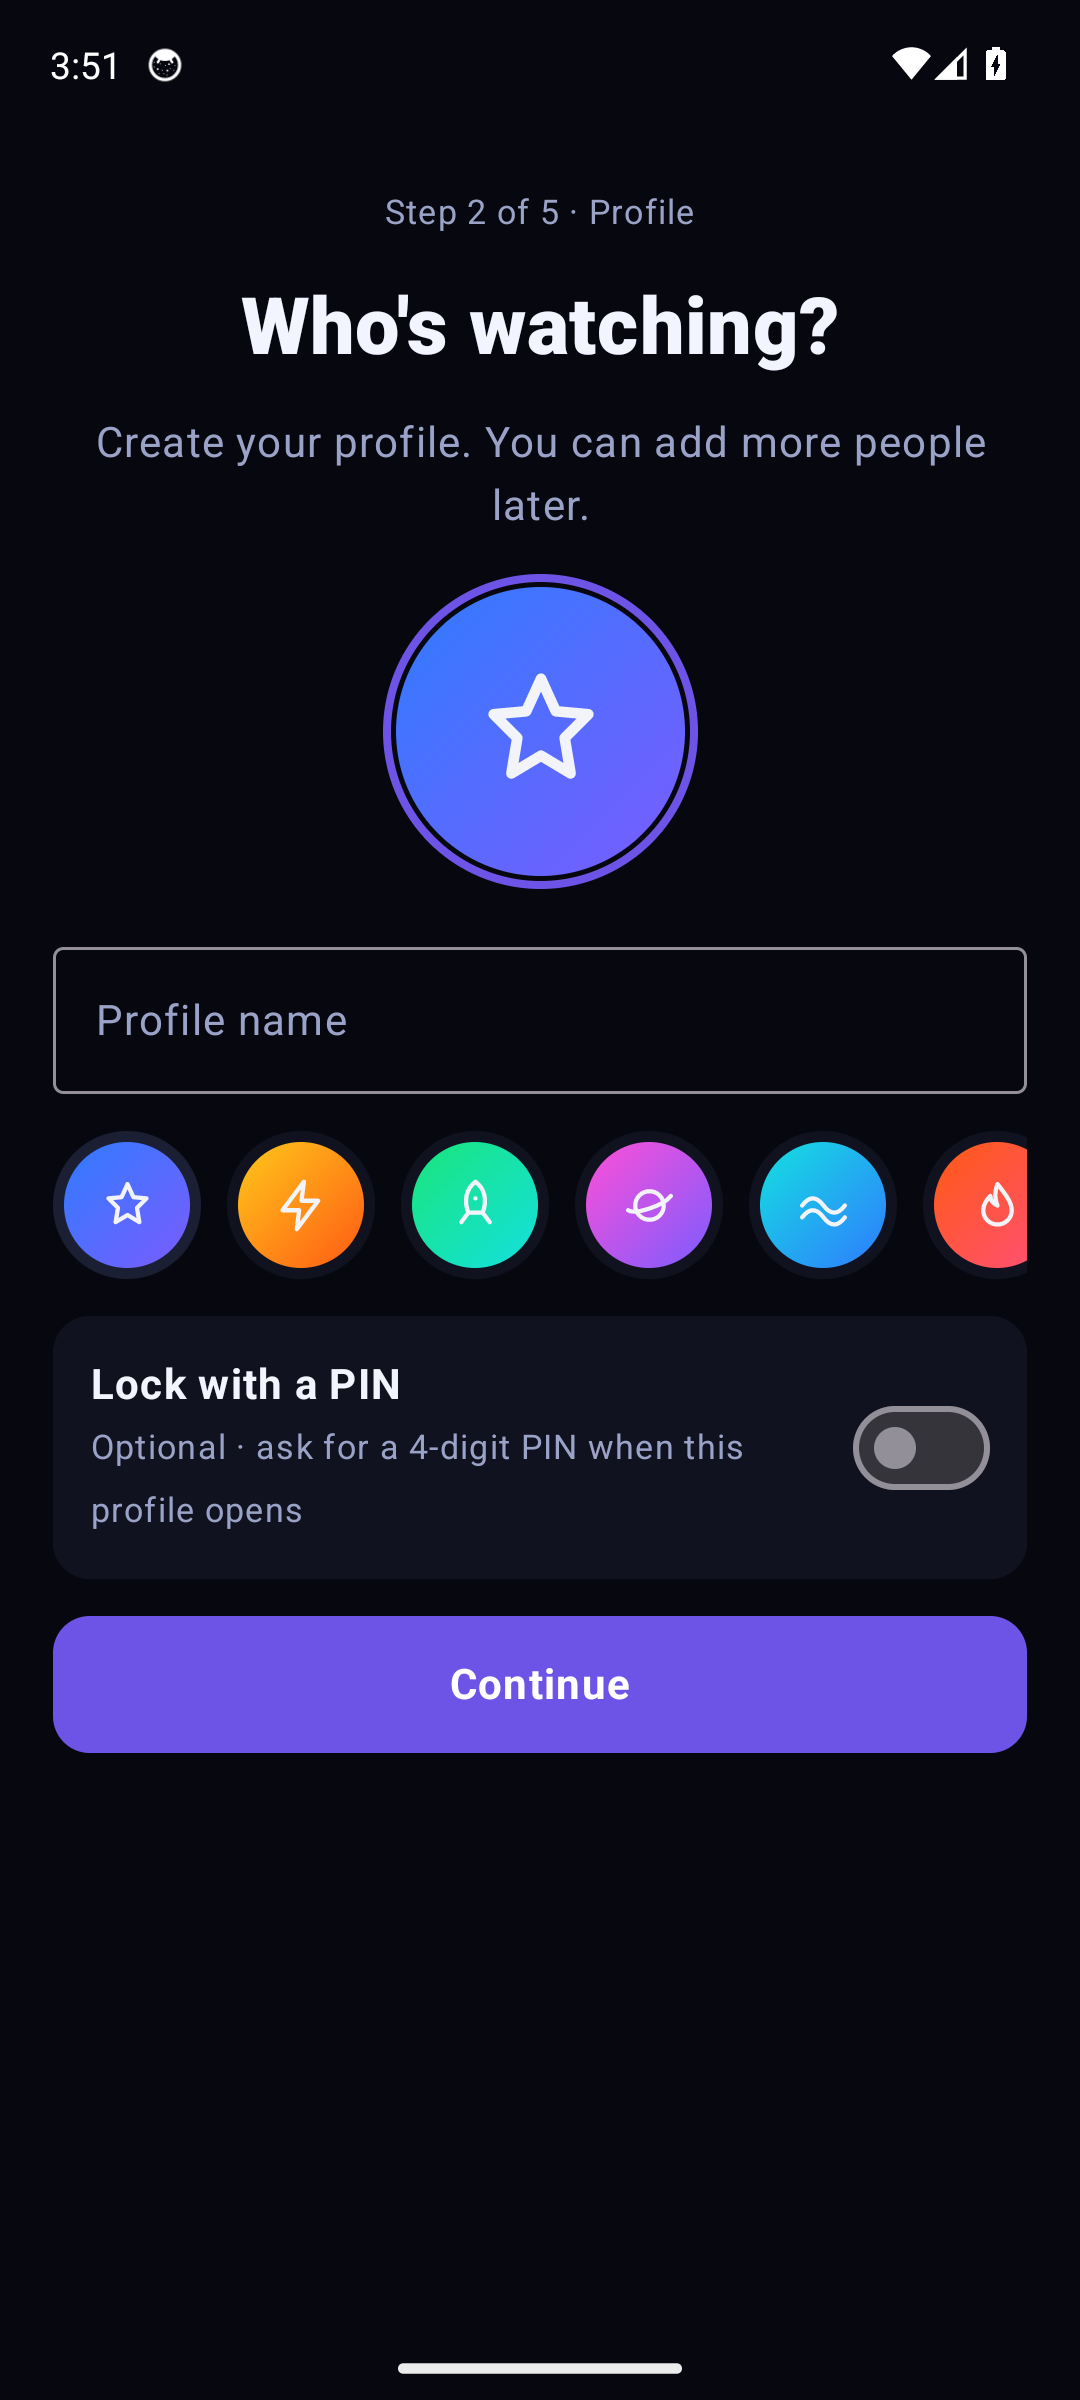 3:51
Step 2 of 5 · Profile
Who's watching?
Create your profile. You can add more people
later.
Profile name
Lock with a PIN
Optional · ask for a 4-digit PIN when this
profile opens
Continue